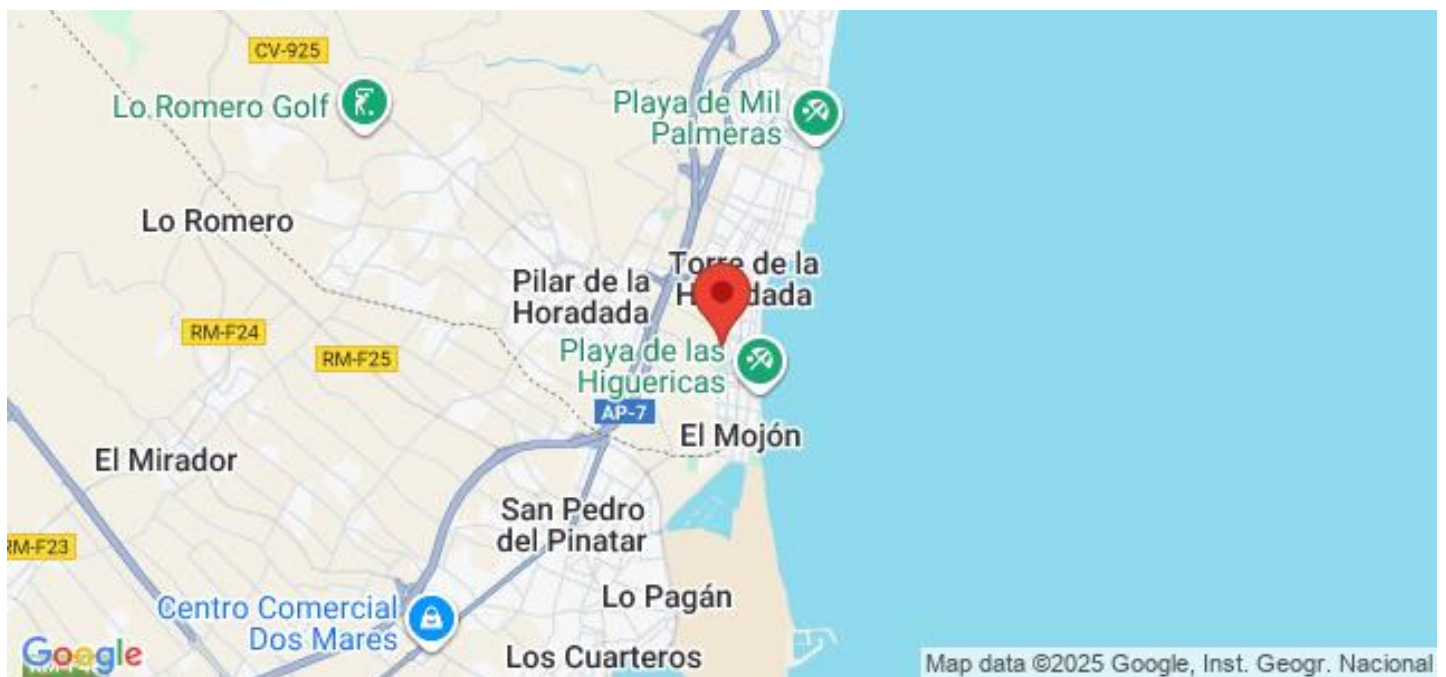 CV-925
Lo Romero Golf
Playa de Mil
Palmeras
Lo Romero
Torre de la
Horadada
Pilar de la
Horadada
RM-F24
RM-F25
Playa de las
Higuericas
AP-7
El Mojón
El Mirador
San Pedro
del Pinatar
RM-F23
Centro Comercial
Dos Mares
Lo Pagán
Los Cuarteros
Google
Map data ©2025 Google, Inst. Geogr. Nacional